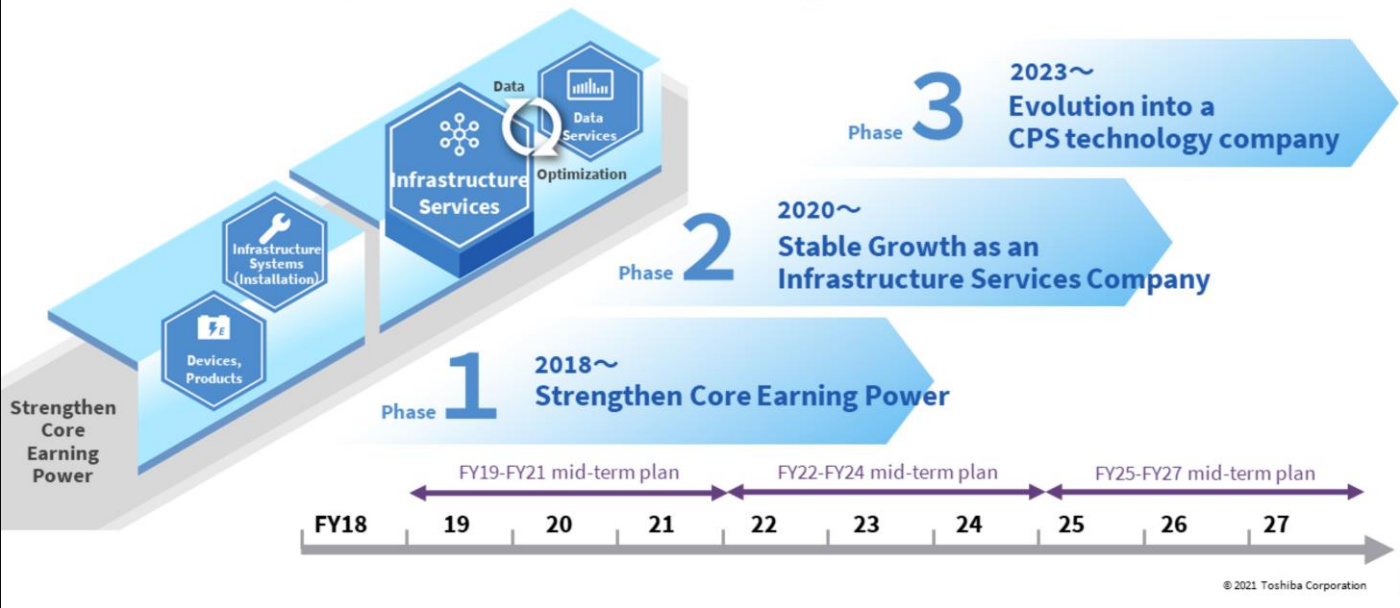 Data
Data
Services
Optimization
Infrastructure
Services
Infrastructure
Systems
(Installation)
E
Devices,
Products
Strengthen
Core
Earning
Power
Phase 3
2023～
Evolution into a
CPS technology company
Phase 2
2020～
Stable Growth as an
Infrastructure Services Company
Phase 1
2018～
Strengthen Core Earning Power
FY19-FY21 mid-term plan FY22-FY24 mid-term plan FY25-FY27 mid-term plan
FY18 19 20 21 22 23 24 25 26 27
© 2021 Toshiba Corporation